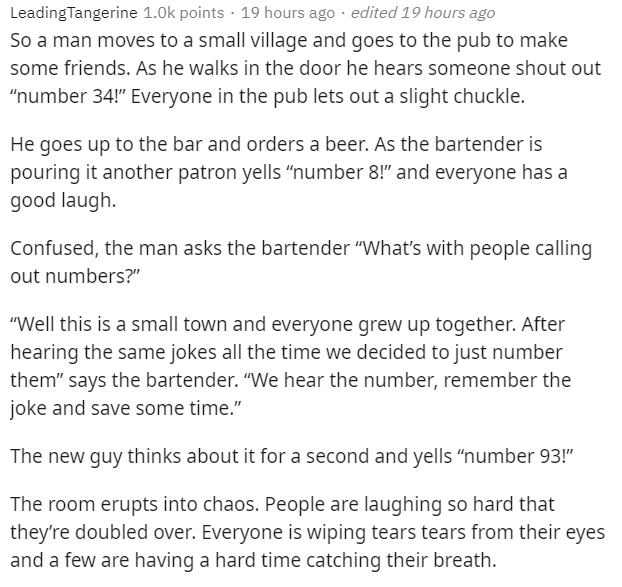 LeadingTangerine 1.0k points · 19 hours ago · edited 19 hours ago
So a man moves to a small village and goes to the pub to make
some friends. As he walks in the door he hears someone shout out
“number 34!” Everyone in the pub lets out a slight chuckle.
He goes up to the bar and orders a beer. As the bartender is
pouring it another patron yells “number 8!” and everyone has a
good laugh.
Confused, the man asks the bartender “What’s with people calling
out numbers?”
“Well this is a small town and everyone grew up together. After
hearing the same jokes all the time we decided to just number
them” says the bartender. “We hear the number, remember the
joke and save some time.”
The new guy thinks about it for a second and yells “number 93!”
The room erupts into chaos. People are laughing so hard that
they’re doubled over. Everyone is wiping tears tears from their eyes
and a few are having a hard time catching their breath.